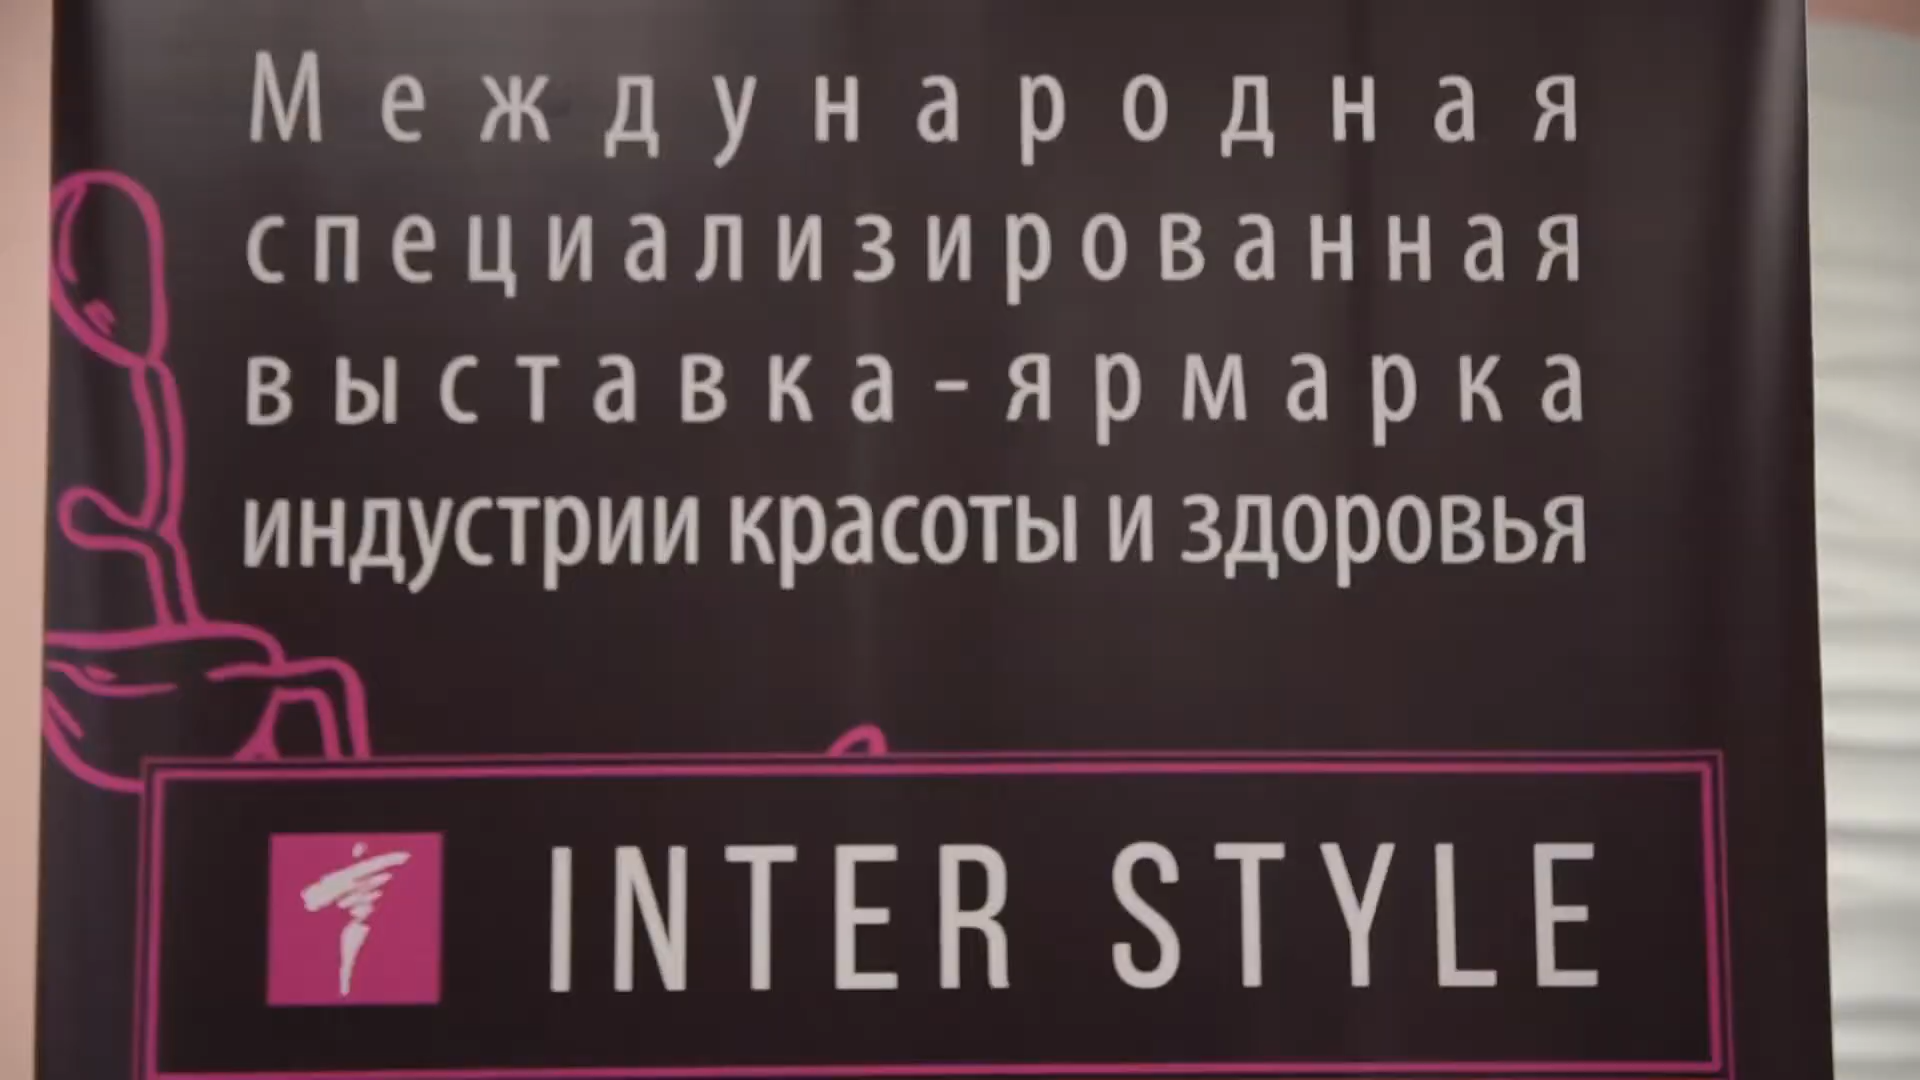 Международная
специализированная
выставка-ярмарка
индустрии красоты и здоровья
INTER STYLE